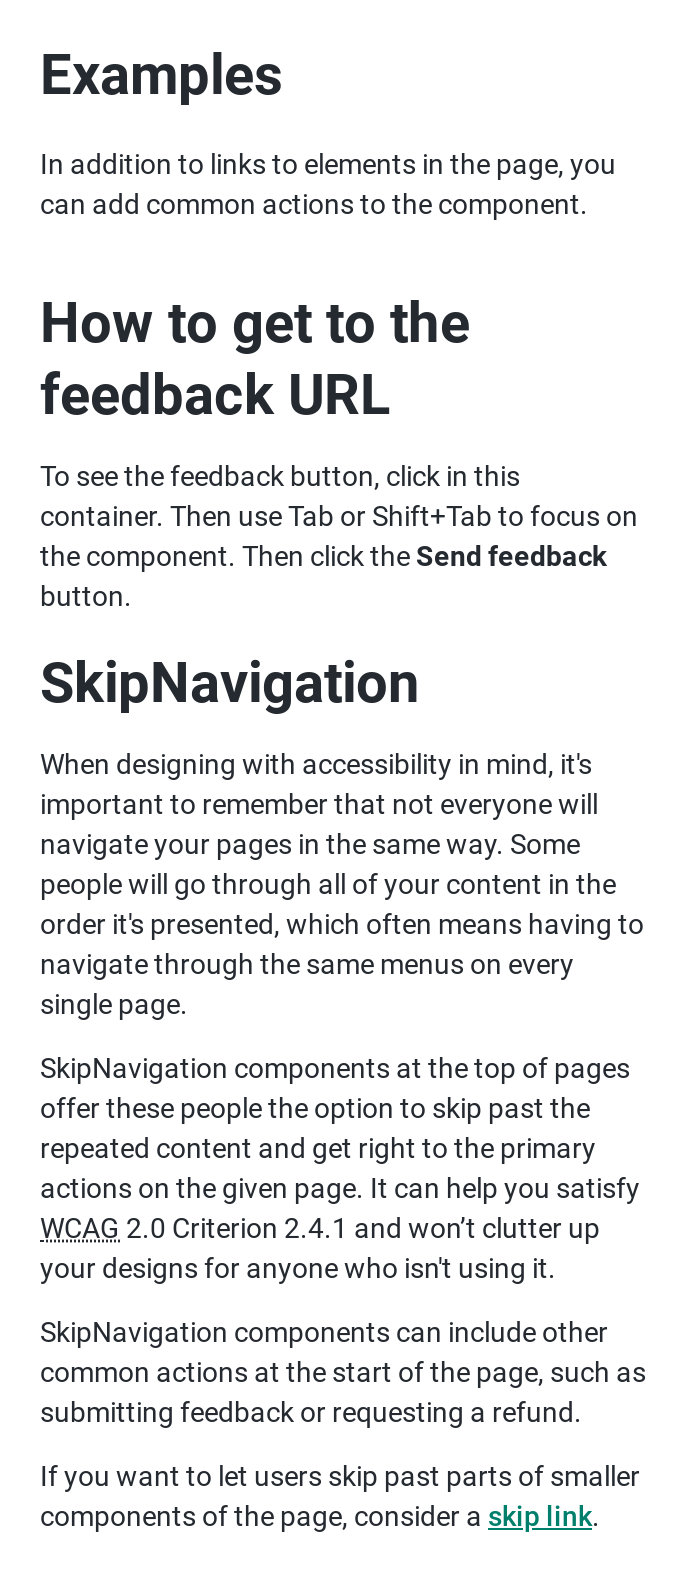 Examples
In addition to links to elements in the page, you
can add common actions to the component.
How to get to the
feedback URL
To see the feedback button, click in this
container. Then use Tab or Shift+Tab to focus on
the component. Then click the Send feedback
button.
SkipNavigation
When designing with accessibility in mind, it's
important to remember that not everyone will
navigate your pages in the same way. Some
people will go through all of your content in the
order it's presented, which often means having to
navigate through the same menus on every
single page.
SkipNavigation components at the top of pages
offer these people the option to skip past the
repeated content and get right to the primary
actions on the given page. It can help you satisfy
WCAG 2.0 Criterion 2.4.1 and won’t clutter up
your designs for anyone who isn't using it.
SkipNavigation components can include other
common actions at the start of the page, such as
submitting feedback or requesting a refund.
If you want to let users skip past parts of smaller
components of the page, consider a skip link.